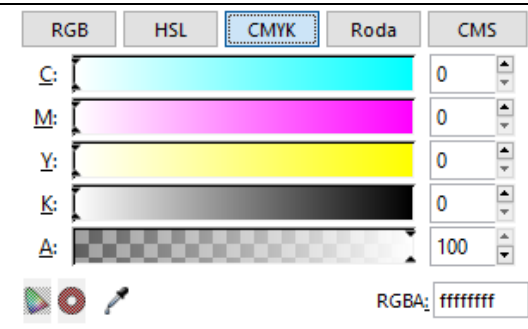 RGB HSL CMYK Roda CMS
C: 0
M: 0
Y: 0
K: 0
A: 100
RGBA: ffffffff